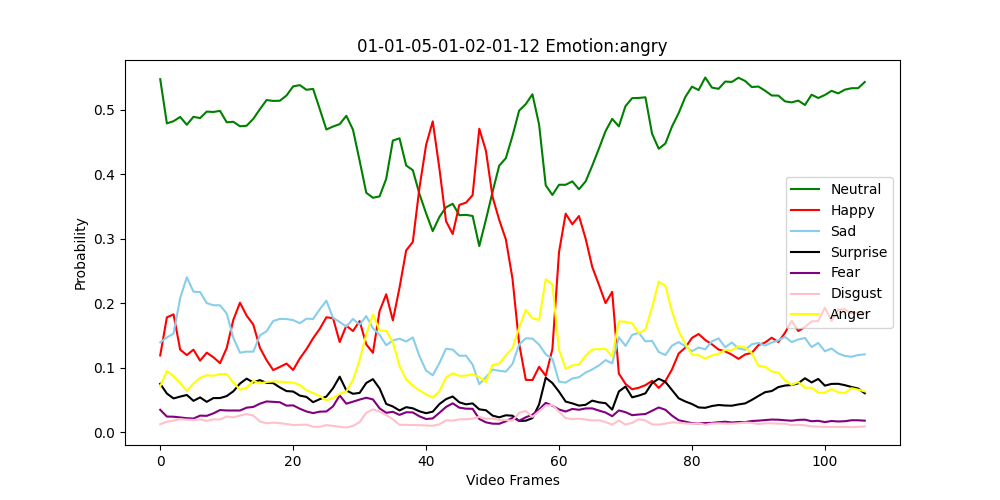 01-01-05-01-02-01-12 Emotion:angry
Probability
0.5
0.4
0.3
0.2
0.1
0.0
0 20 40 60 80 100
Video Frames
Neutral
Happy
Sad
Surprise
Fear
Disgust
Anger